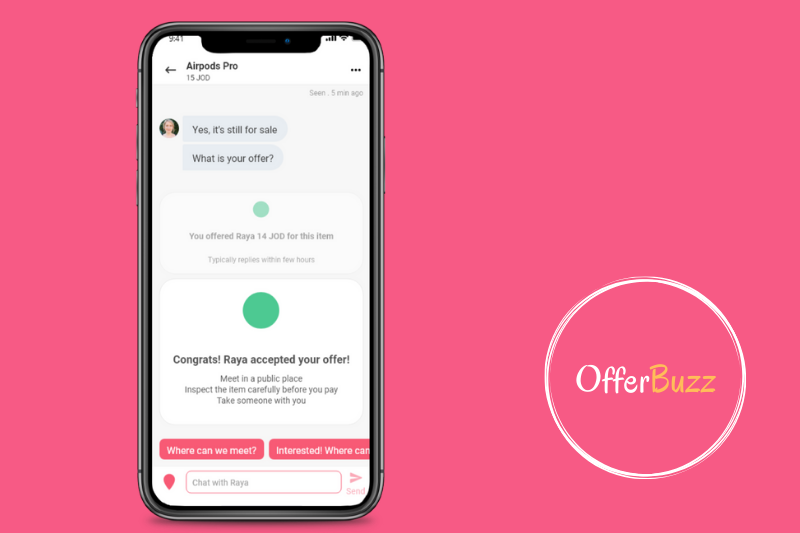 9:41
Airpods Pro
15 JOD
Seen . 5 min ago
Yes, it's still for sale
What is your offer?
You offered Raya 14 JOD for this item
Typically replies within few hours
Congrats! Raya accepted your offer!
Meet in a public place
Inspect the item carefully before you pay
Take someone with you
Where can we meet?
Interested! Where can
Chat with Raya
Send
OfferBuzz